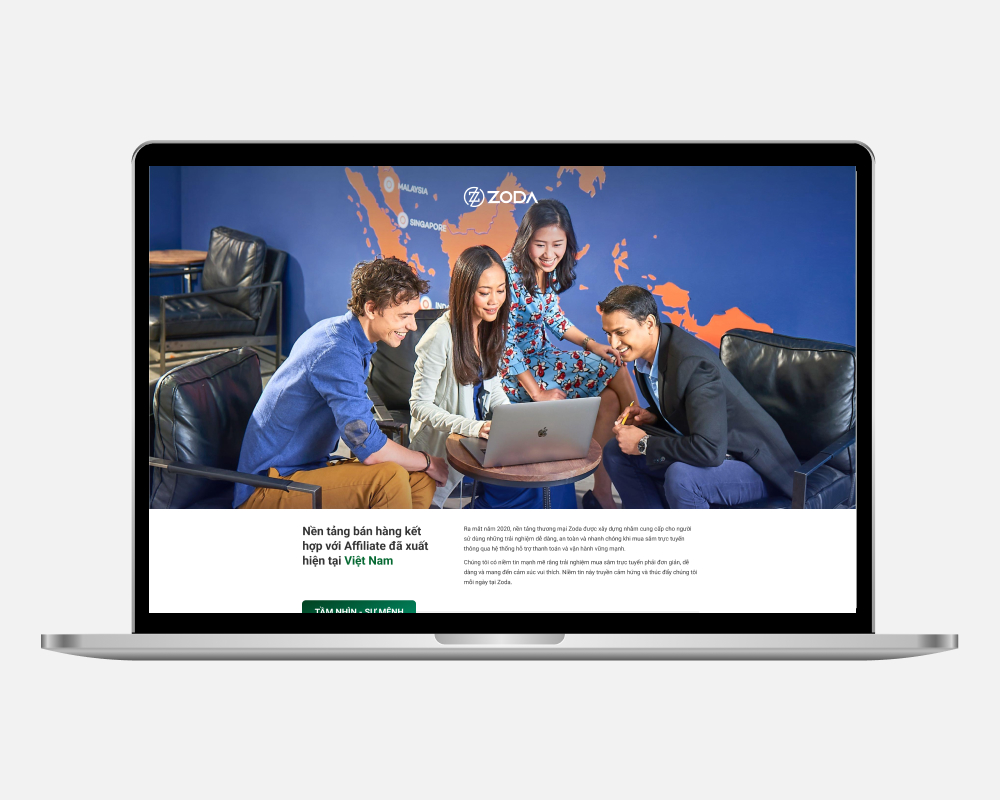 MALAYSIA
ZODA
SINGAPORE
Nền tảng bán hàng kết
hợp với Affiliate đã xuất
hiện tại Việt Nam
Ra mắt năm 2020, nền tảng thương mại Zoda được xây dựng nhằm cung cấp cho người
sử dùng những trải nghiệm dễ dàng, an toàn và nhanh chóng khi mua sắm trực tuyến
thông qua hệ thống hỗ trợ thanh toán và vận hành vững mạnh.
Chúng tôi có niềm tin mạnh mẽ rằng trải nghiệm mua sắm trực tuyến phải đơn giản, dễ
dàng và mang đến cảm xúc vui thích. Niềm tin này truyền cảm hứng và thúc đẩy chúng tôi
mỗi ngày tại Zoda.
TẦM NHÌN - SỨ MỆNH